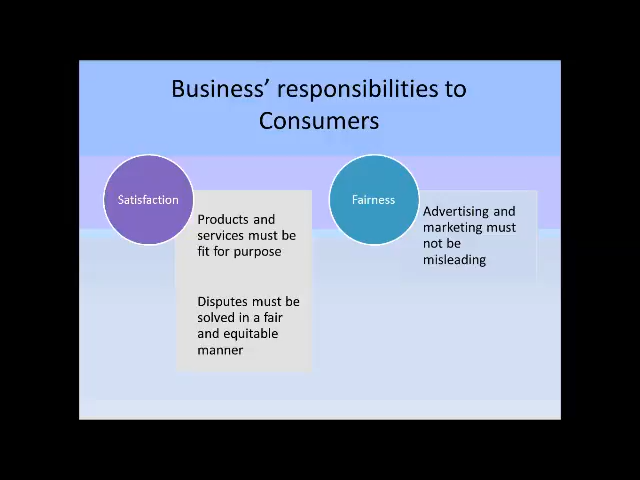 Business’ responsibilities to
Consumers
Satisfaction
Products and
services must be
fit for purpose
Disputes must be
solved in a fair
and equitable
manner
Fairness
Advertising and
marketing must
not be
misleading